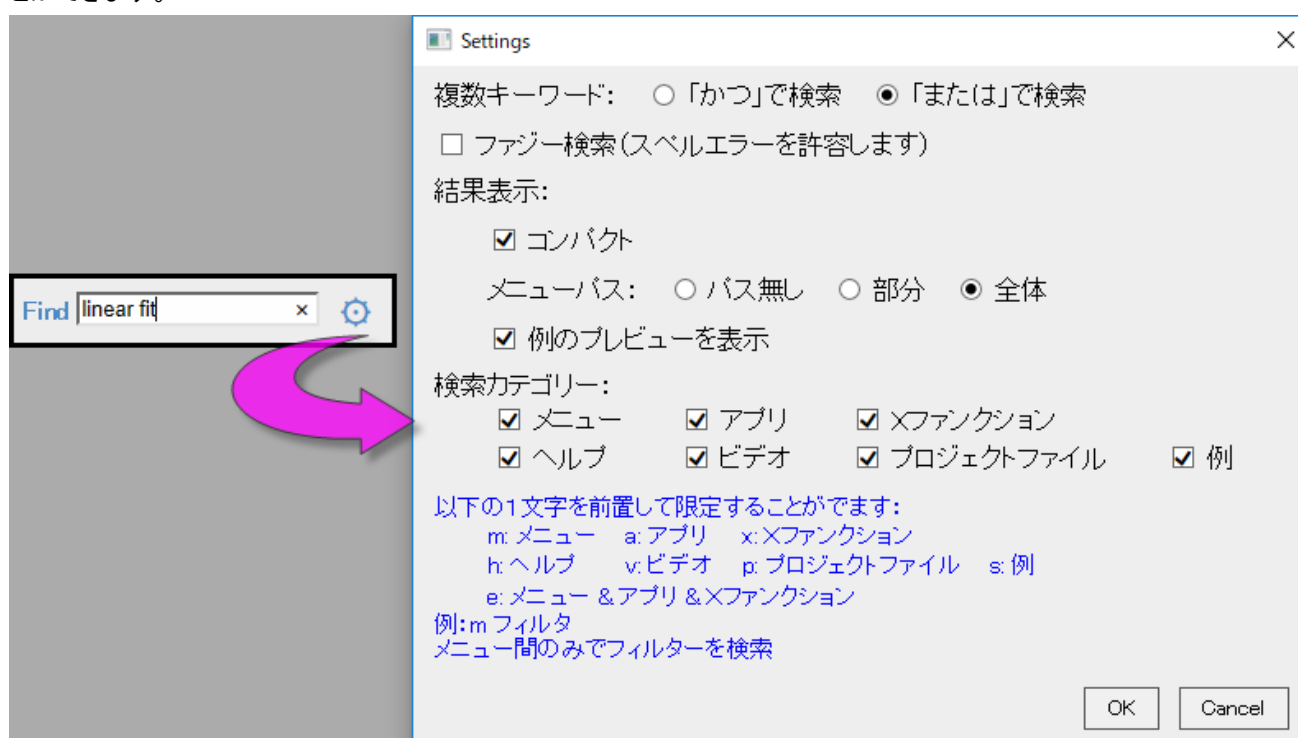 とができます。
Settings
複数キーワード: 「かつ」で検索 「または」で検索
ファジー検索(スペルエラーを許容します)
結果表示:
コンパクト
メニューパス: パス無し 部分 全体
Find linear fit
例のプレビューを表示
検索カテゴリー:
メニュー アプリ Xファンクション
ヘルプ ビデオ プロジェクトファイル 例
以下の1文字を前置して限定することがでます:
m: メニュー a: アプリ x: Xファンクション
h: ヘルプ v: ビデオ p: プロジェクトファイル s: 例
e: メニュー & アプリ & Xファンクション
例: m フィルタ
メニュー間のみでフィルターを検索
OK Cancel